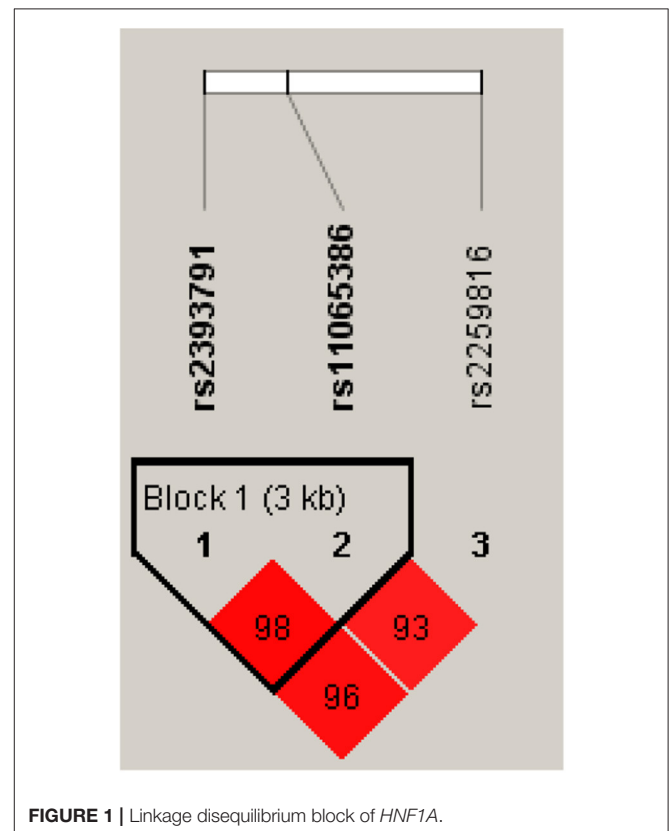 rs2393791
rs11065386
rs2259816
Block 1 (3 kb)
1 2 3
98 93
96
FIGURE 1 | Linkage disequilibrium block of HNF1A.